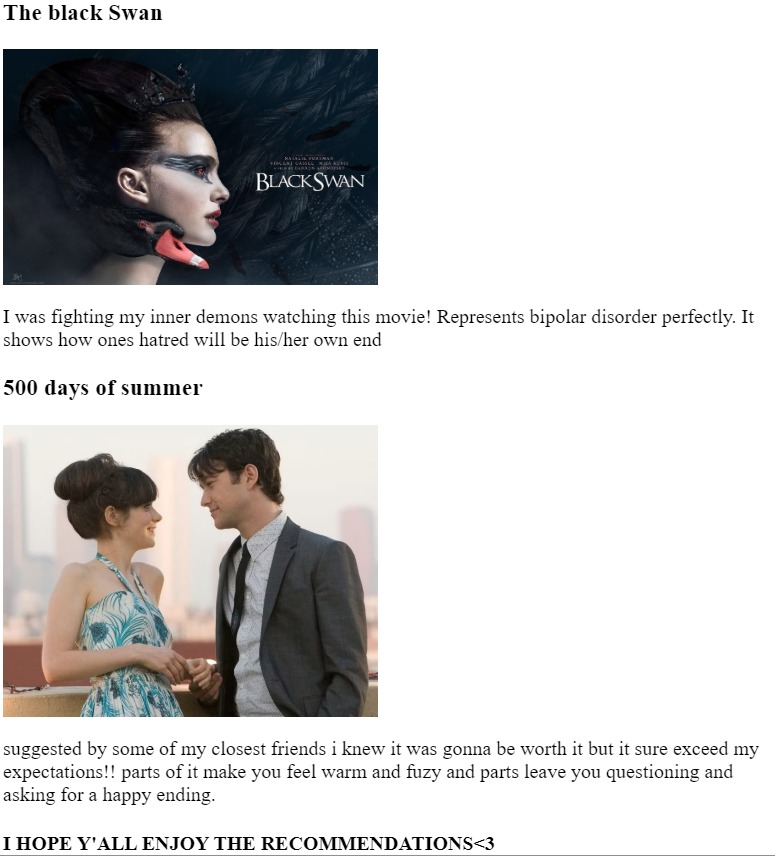 The black Swan
NATALIE PORTMAN
VINCENT CASSEL MILA KUNIS
BLACK SWAN
I was fighting my inner demons watching this movie! Represents bipolar disorder perfectly. It
shows how ones hatred will be his/her own end
500 days of summer
suggested by some of my closest friends i knew it was gonna be worth it but it sure exceed my
expectations!! parts of it make you feel warm and fuzy and parts leave you questioning and
asking for a happy ending.
I HOPE Y'ALL ENJOY THE RECOMMENDATIONS<3